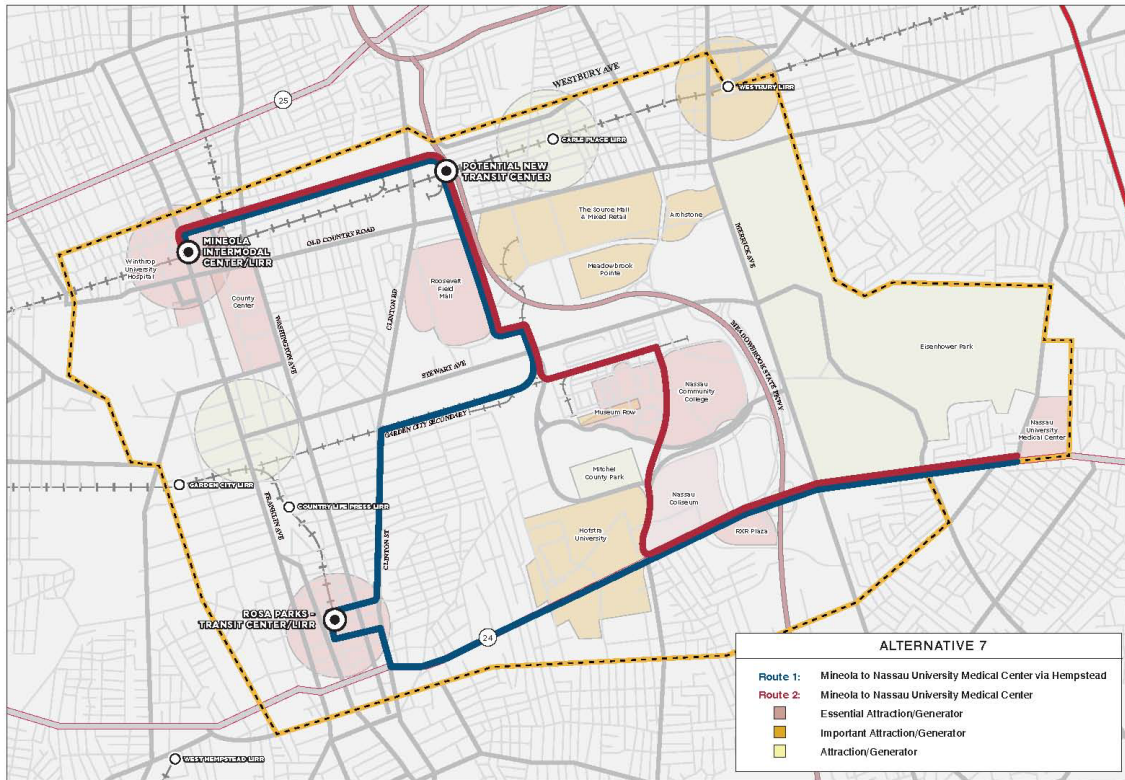 WESTBURY AVE
25
WESTBURY LIRR
CARLE PLACE LIRR
POTENTIAL NEW
TRANSIT CENTER
The Source Mall
& Mixed Retail
Archstone
MERRICK AVE
MINEOLA
INTERMODAL
CENTER/LIRR
OLD COUNTRY ROAD
Winthrop
University
Hospital
County
Center
Roosevelt
Field
Mall
Meadowbrook
Pointe
CLINTON RD
WASHINGTON AVE
MEADOWBROOK STATE PKWY
Eisenhower Park
STEWART AVE
Nassau
Community
College
Museum Row
GARDEN CITY SECONDARY
Nassau
University
Medical Center
GARDEN CITY LIRR
Mitchel
County Park
COUNTRY LIFE PRESS LIRR
Nassau
Coliseum
FRANKLIN AVE
Hofstra
University
RXR Plaza
CLINTON ST
ROSA PARKS -
TRANSIT CENTER/LIRR
24
WEST HEMPSTEAD LIRR
ALTERNATIVE 7
Route 1: Mineola to Nassau University Medical Center via Hempstead
Route 2: Mineola to Nassau University Medical Center
Essential Attraction/Generator
Important Attraction/Generator
Attraction/Generator